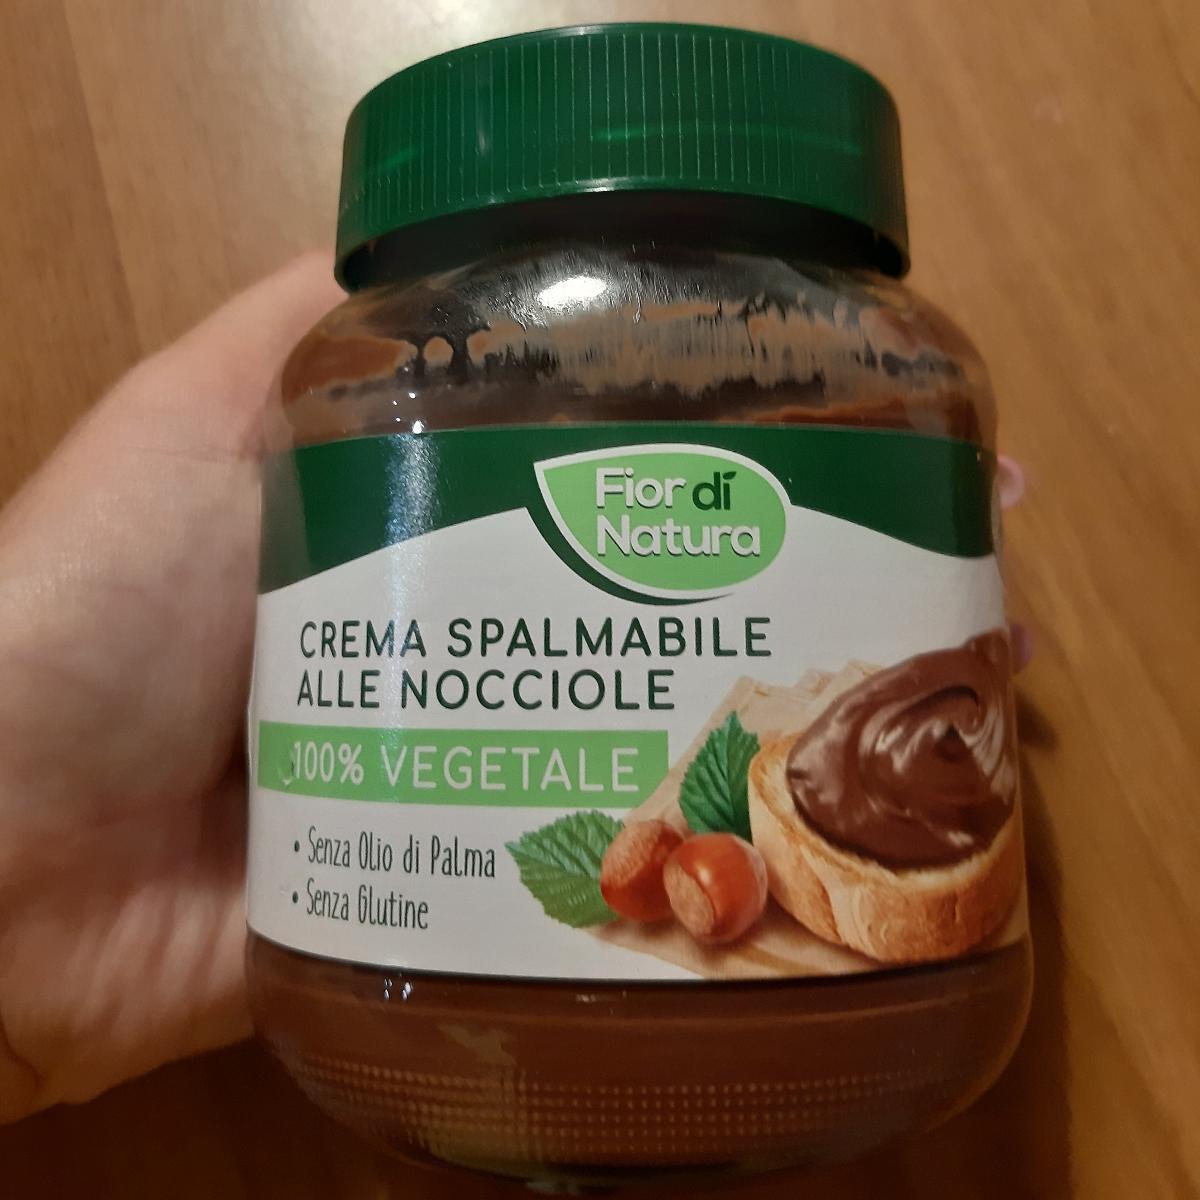 Fior di
Natura
CREMA SPALMABILE
ALLE NOCCIOLE
100% VEGETALE
• Senza Olio di Palma
• Senza Glutine